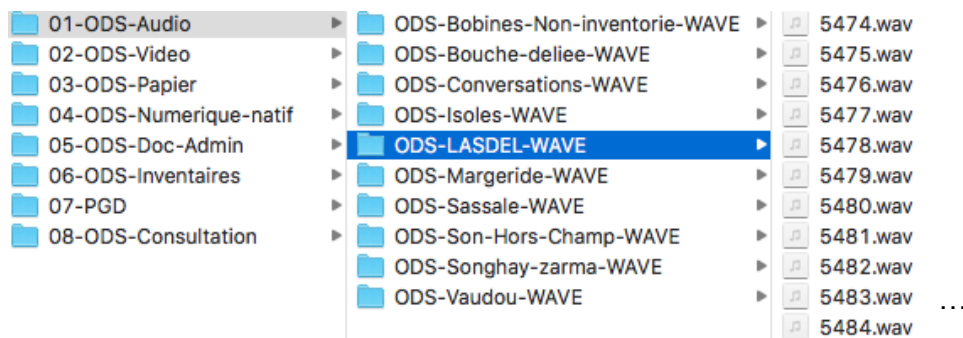 01-ODS-Audio
02-ODS-Video
03-ODS-Papier
04-ODS-Numerique-natif
05-ODS-Doc-Admin
06-ODS-Inventaires
07-PGD
08-ODS-Consultation
ODS-Bobines-Non-inventorie-WAVE
ODS-Bouche-deliee-WAVE
ODS-Conversations-WAVE
ODS-Isoles-WAVE
ODS-LASDEL-WAVE
ODS-Margeride-WAVE
ODS-Sassale-WAVE
ODS-Son-Hors-Champ-WAVE
ODS-Songhay-zarma-WAVE
ODS-Vaudou-WAVE
5474.wav
5475.wav
5476.wav
5477.wav
5478.wav
5479.wav
5480.wav
5481.wav
5482.wav
5483.wav
5484.wav
...